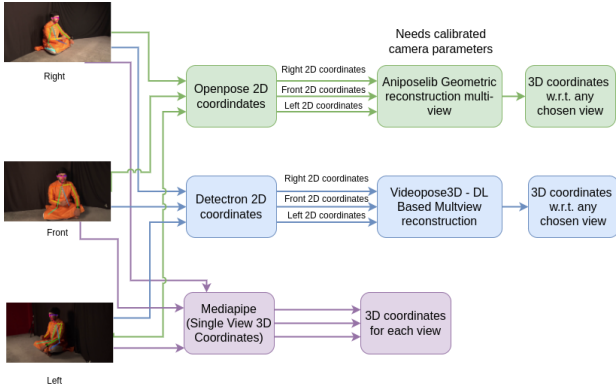 Needs calibrated
camera parameters
Right
Openpose 2D
coordindates
Right 2D coordinates
Front 2D coordinates
Left 2D coordinates
Aniposelib Geometric
reconstruction multi-
view
3D coordinates
w.r.t. any
chosen view
Front
Detectron 2D
coordinates
Right 2D coordinates
Front 2D coordinates
Left 2D coordinates
Videopose3D - DL
Based Multview
reconstruction
3D coordinates
w.r.t. any
chosen view
Left
Mediapipe
(Single View 3D
Coordinates)
3D coordinates
for each view